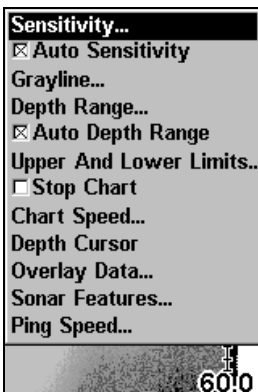 Sensitivity...
Auto Sensitivity
Grayline...
Depth Range...
Auto Depth Range
Upper And Lower Limits..
Stop Chart
Chart Speed...
Depth Cursor
Overlay Data...
Sonar Features...
Ping Speed...
60.0